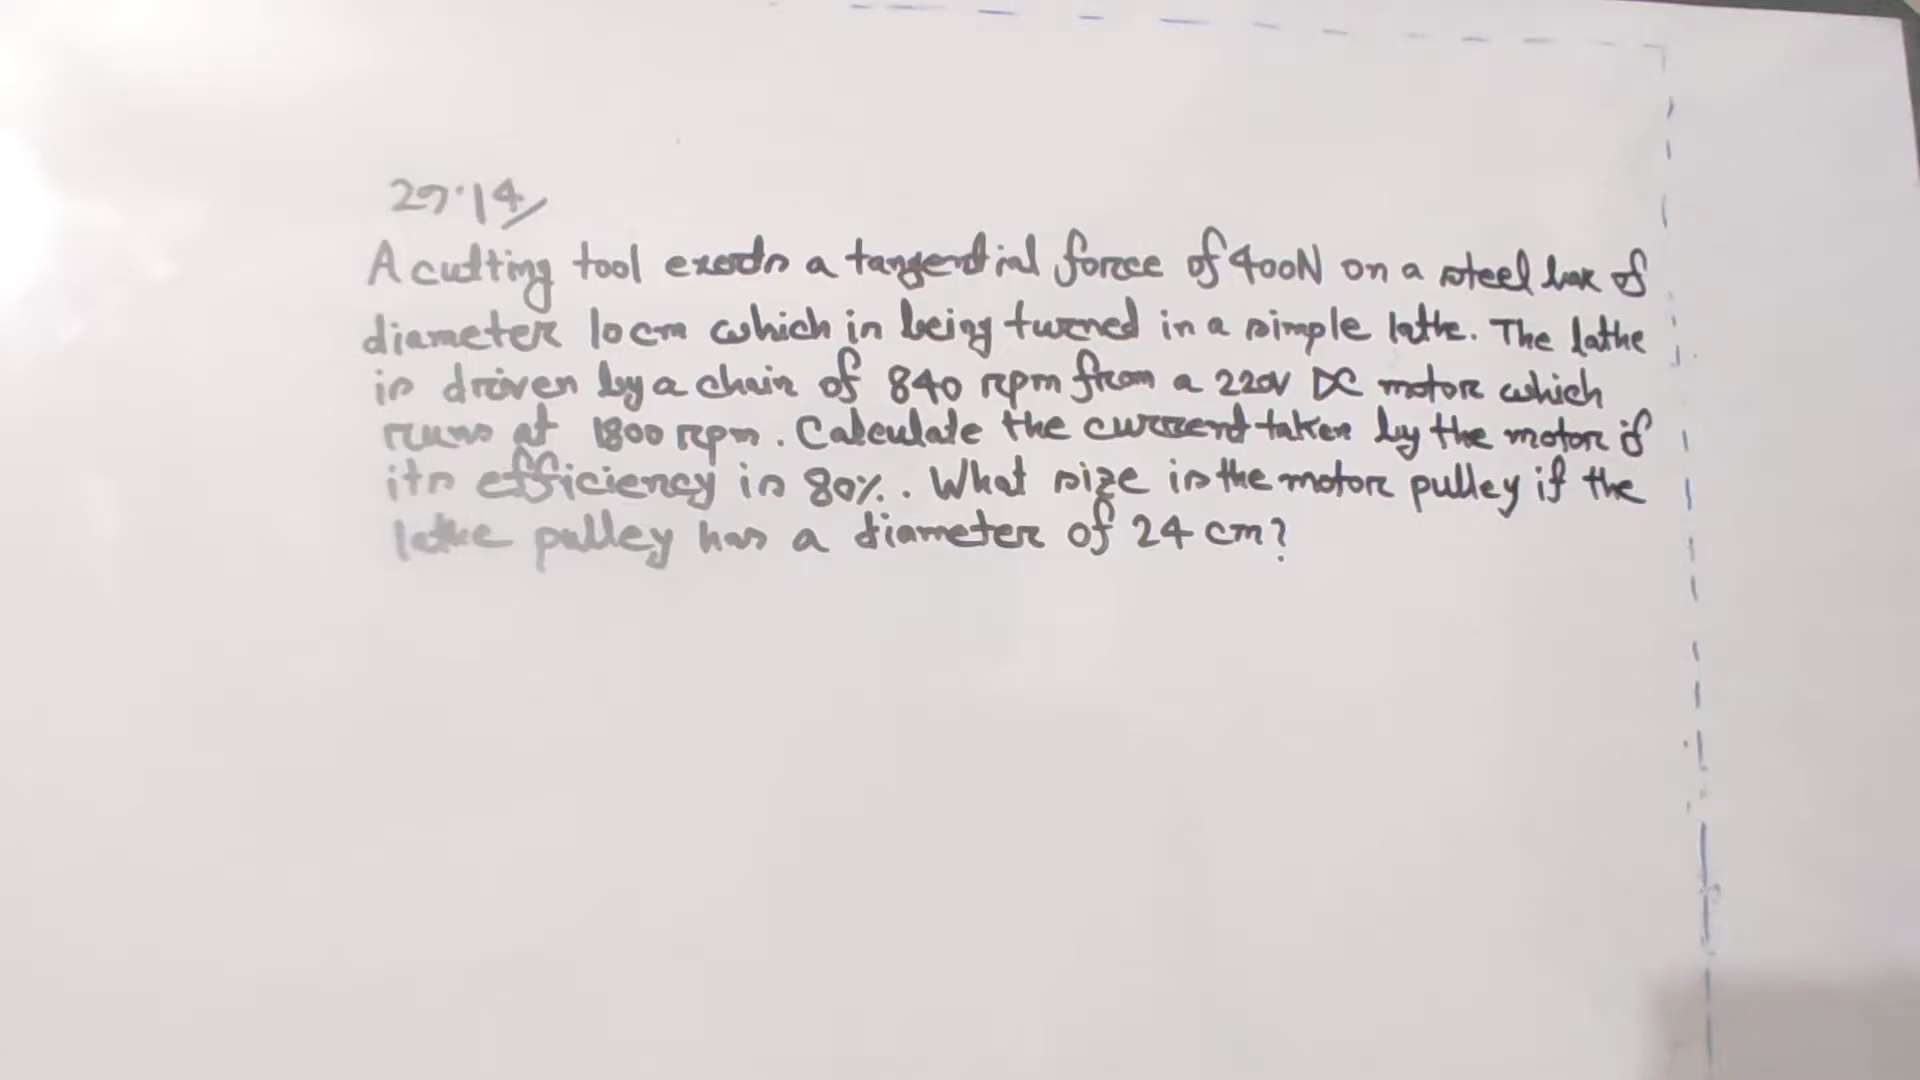 29.14
A cutting tool exerts a tangential force of 400N on a steel bar of
diameter 10cm which is being turned in a simple lathe. The lathe
is driven by a chain of 840 rpm from a 220V DC motor which
runs at 1800 rpm. Calculate the current taken by the motor if
its efficiency is 80%. What size is the motor pulley if the
lathe pulley has a diameter of 24 cm?